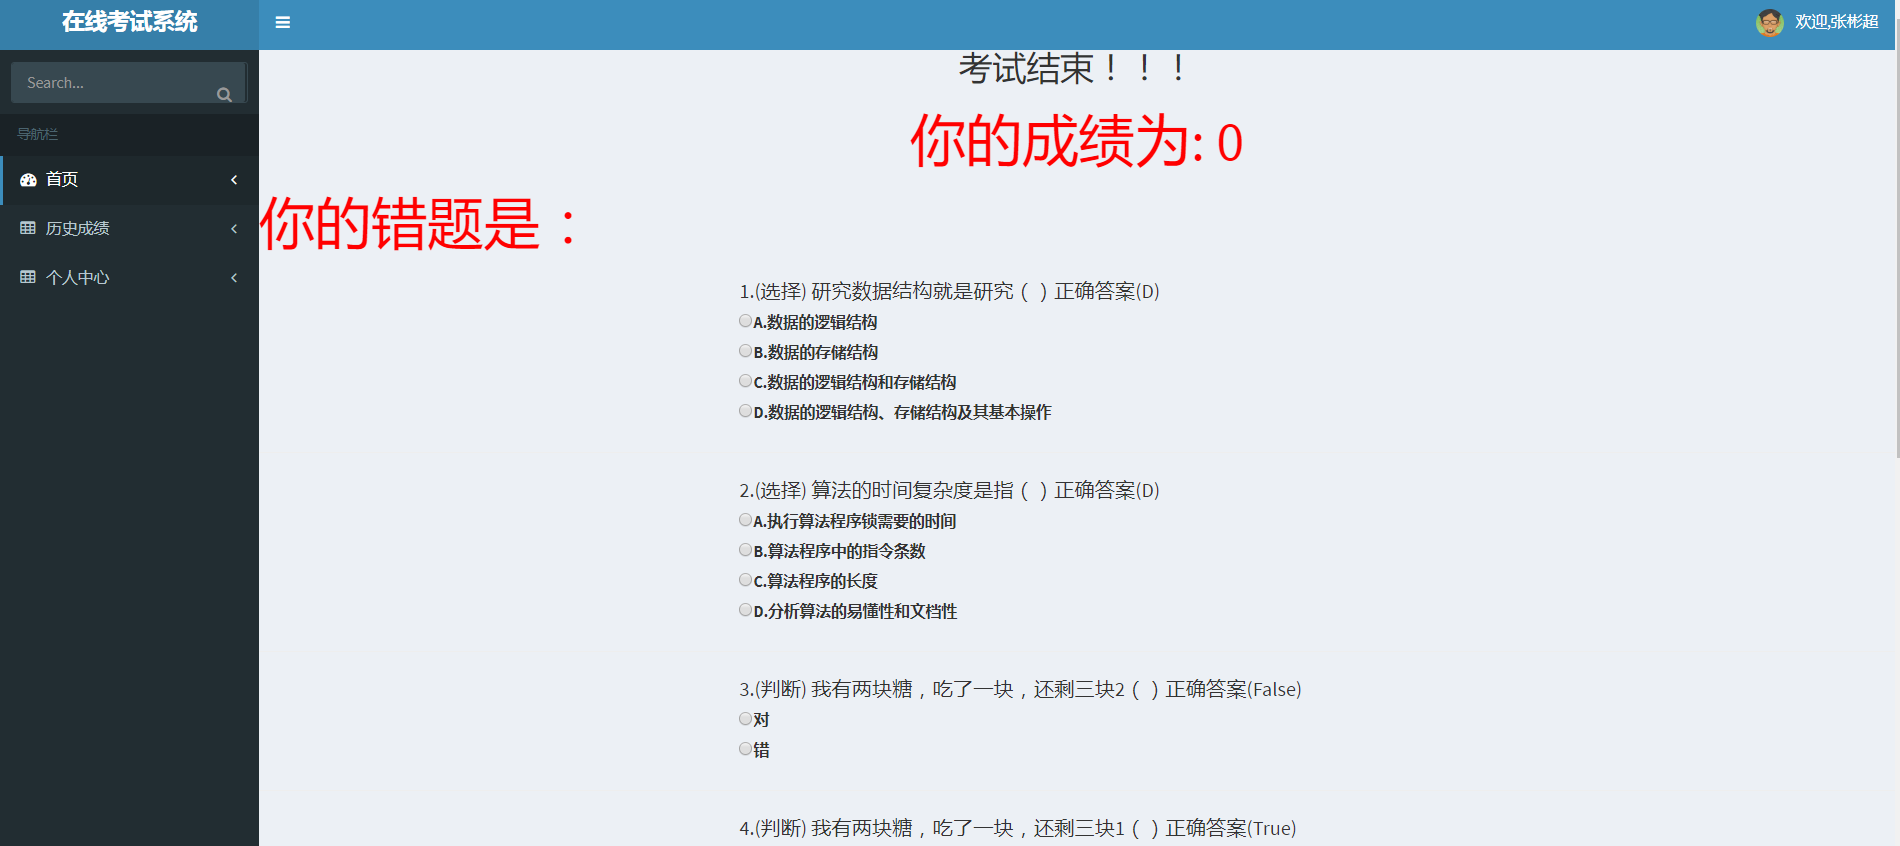 在线考试系统
欢迎,张彬超
Search...
导航栏
首页
历史成绩
个人中心
考试结束！！！
你的成绩为: 0
你的错题是：
1.(选择) 研究数据结构就是研究（ ）正确答案(D)
A.数据的逻辑结构
B.数据的存储结构
C.数据的逻辑结构和存储结构
D.数据的逻辑结构、存储结构及其基本操作
2.(选择) 算法的时间复杂度是指（ ）正确答案(D)
A.执行算法程序锁需要的时间
B.算法程序中的指令条数
C.算法程序的长度
D.分析算法的易懂性和文档性
3.(判断) 我有两块糖，吃了一块，还剩三块2（ ）正确答案(False)
对
错
4.(判断) 我有两块糖，吃了一块，还剩三块1（ ）正确答案(True)